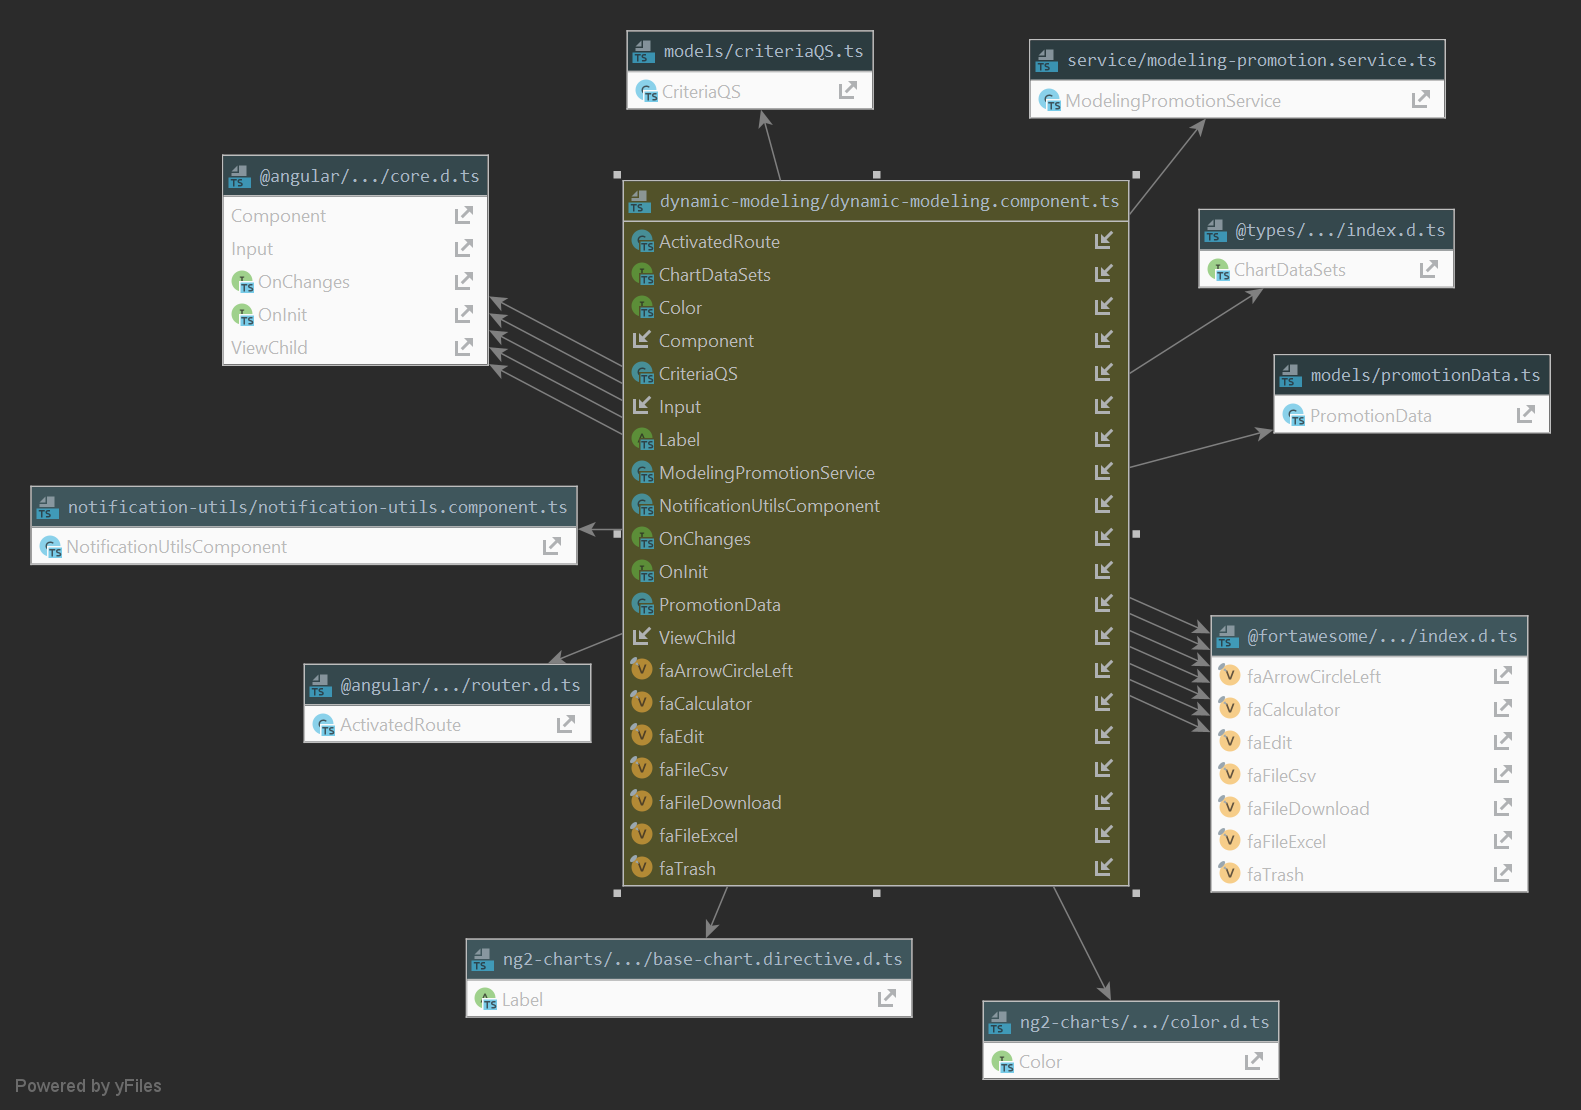 models/criteriaQS.ts
CriteriaQS
service/modeling-promotion.service.ts
ModelingPromotionService
@angular/.../core.d.ts
Component
Input
OnChanges
OnInit
ViewChild
dynamic-modeling/dynamic-modeling.component.ts
ActivatedRoute
ChartDataSets
Color
Component
CriteriaQS
Input
Label
ModelingPromotionService
NotificationUtilsComponent
OnChanges
OnInit
PromotionData
ViewChild
faArrowCircleLeft
faCalculator
faEdit
faFileCsv
faFileDownload
faFileExcel
faTrash
@types/.../index.d.ts
ChartDataSets
models/promotionData.ts
PromotionData
notification-utils/notification-utils.component.ts
NotificationUtilsComponent
@angular/.../router.d.ts
ActivatedRoute
@fortawesome/.../index.d.ts
faArrowCircleLeft
faCalculator
faEdit
faFileCsv
faFileDownload
faFileExcel
faTrash
ng2-charts/.../base-chart.directive.d.ts
Label
ng2-charts/.../color.d.ts
Color
Powered by yFiles